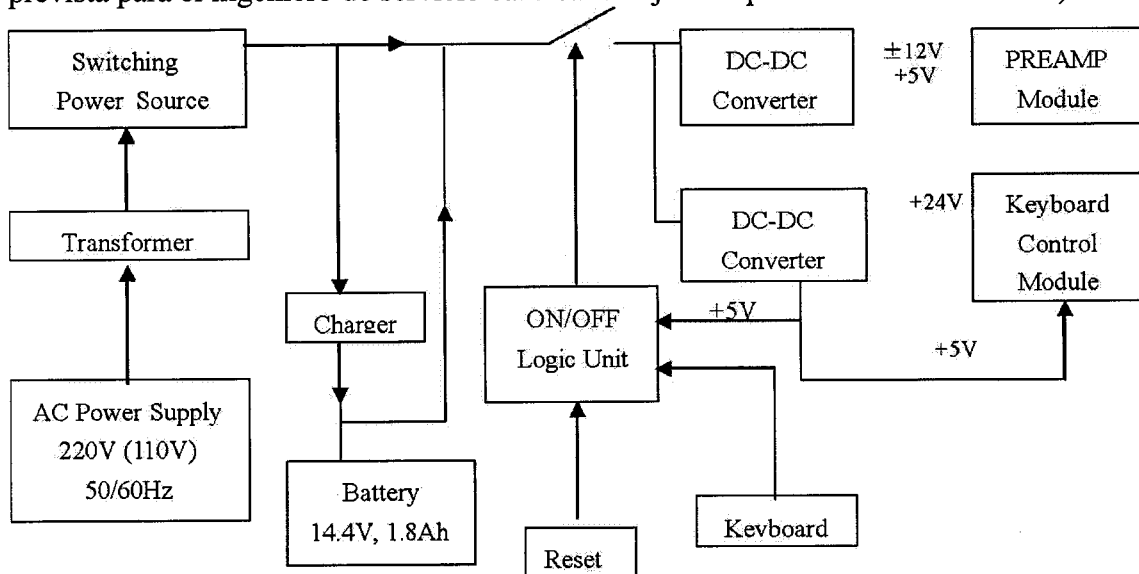 prevista para el ingeniero de servicio
Switching
Power Source
DC-DC
Converter
±12V
+5V
PREAMP
Module
Transformer
DC-DC
Converter
+24V
Keyboard
Control
Module
Charger
ON/OFF
Logic Unit
+5V
+5V
AC Power Supply
220V (110V)
50/60Hz
Battery
14.4V, 1.8Ah
Keyboard
Reset